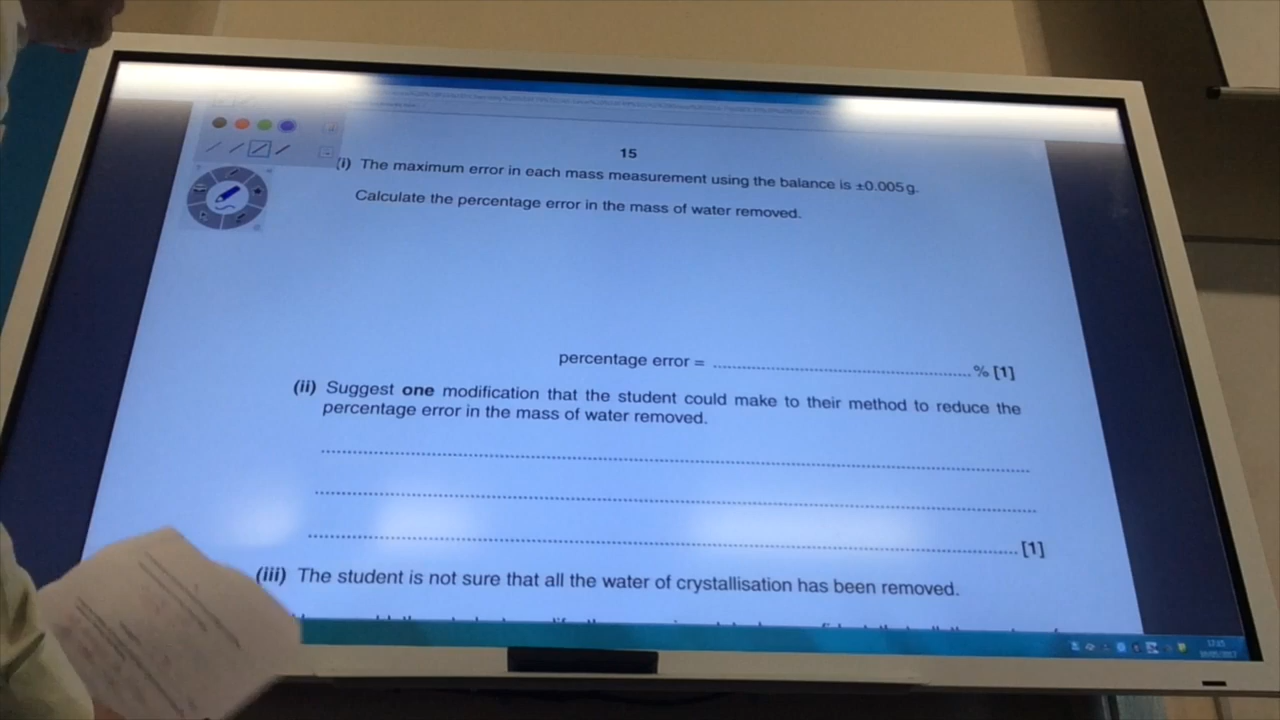 15
(i) The maximum error in each mass measurement using the balance is ±0.005 g.
Calculate the percentage error in the mass of water removed.
percentage error = ........................................................ % [1]
(ii) Suggest one modification that the student could make to their method to reduce the
percentage error in the mass of water removed.
[1]
(iii) The student is not sure that all the water of crystallisation has been removed.